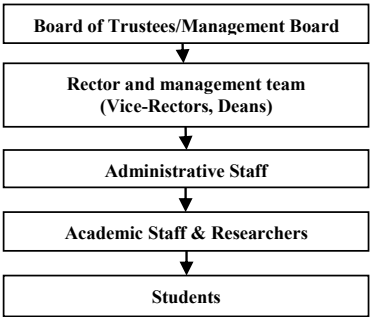 Board of Trustees/Management Board
Rector and management team
(Vice-Rectors, Deans)
Administrative Staff
Academic Staff & Researchers
Students